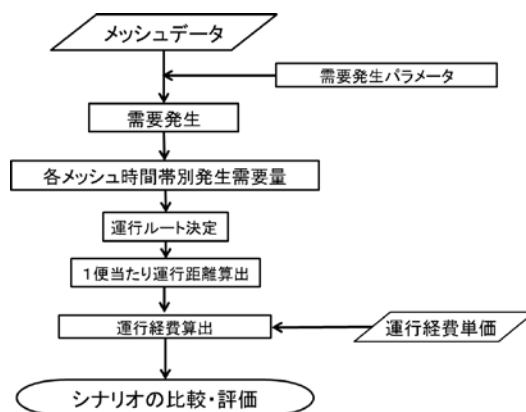 メッシュデータ
需要発生パラメータ
需要発生
各メッシュ時間帯別発生需要量
運行ルート決定
1便当たり運行距離算出
運行経費算出
運行経費単価
シナリオの比較・評価